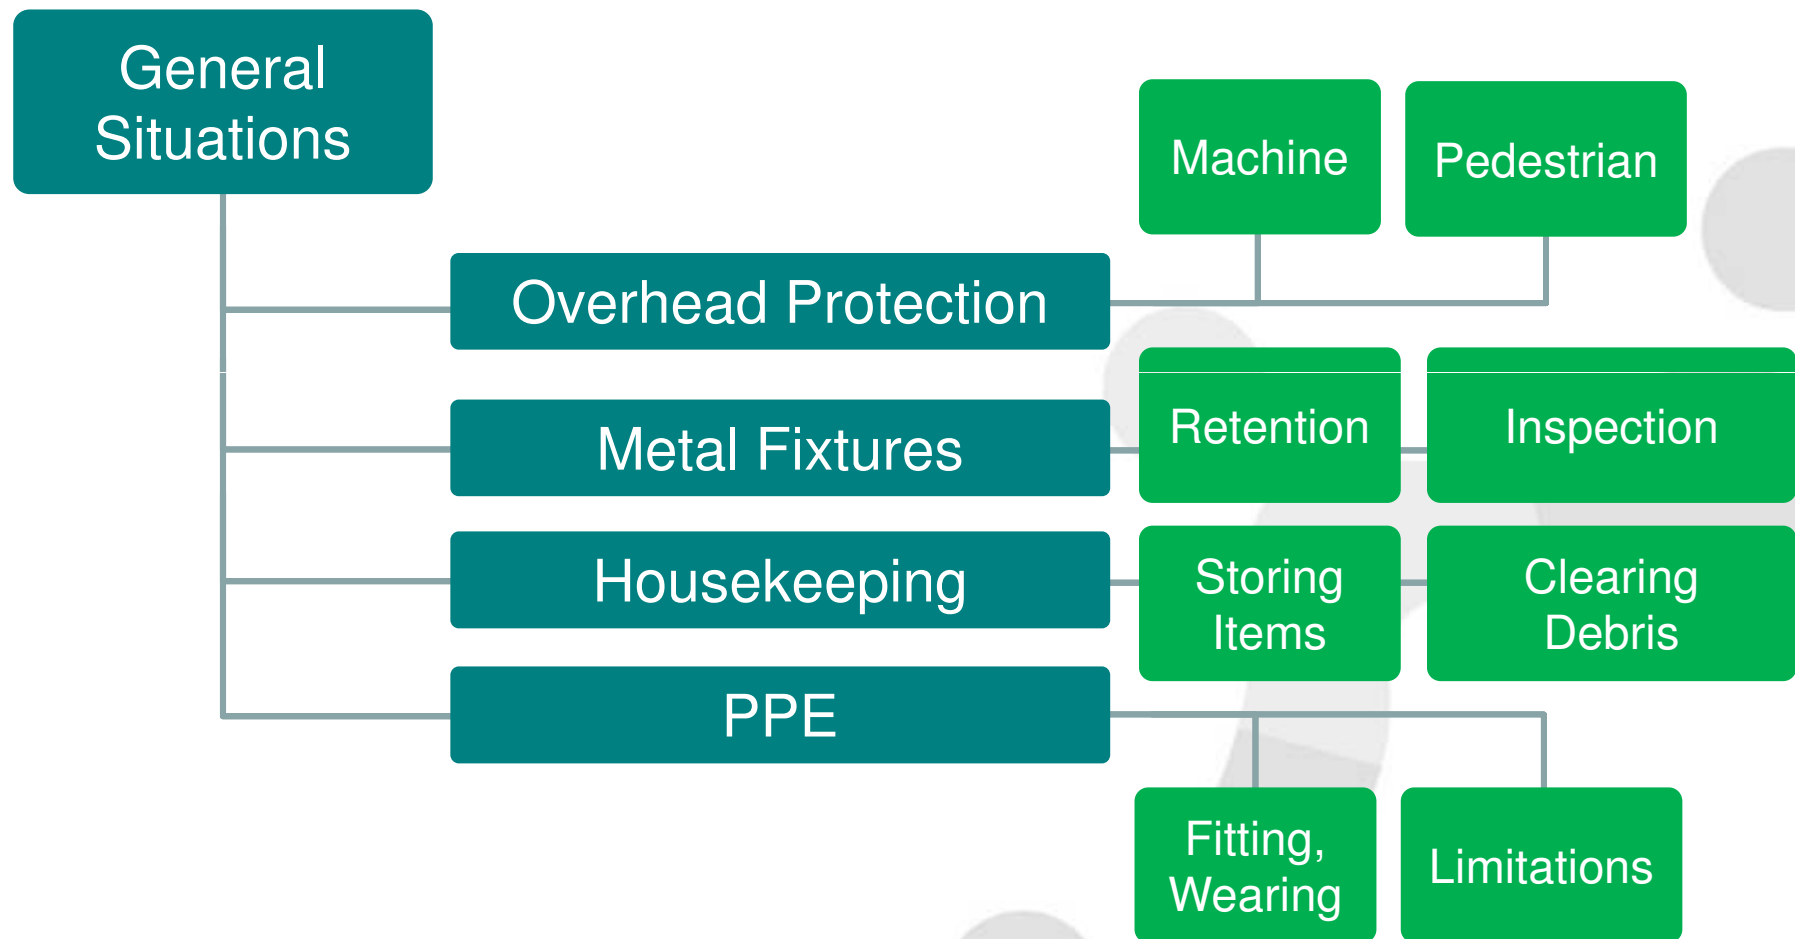 General
Situations
Machine
Pedestrian
Overhead Protection
Metal Fixtures
Retention
Inspection
Housekeeping
Storing
Items
Clearing
Debris
PPE
Fitting,
Wearing
Limitations